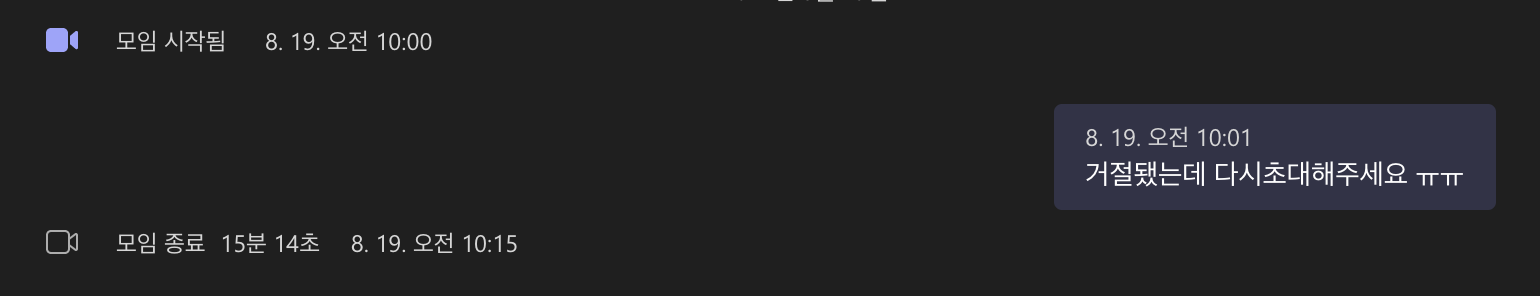 모임 시작됨 8. 19. 오전 10:00
8. 19. 오전 10:01
거절됐는데 다시초대해주세요 ㅠㅠ
모임 종료 15분 14초 8. 19. 오전 10:15